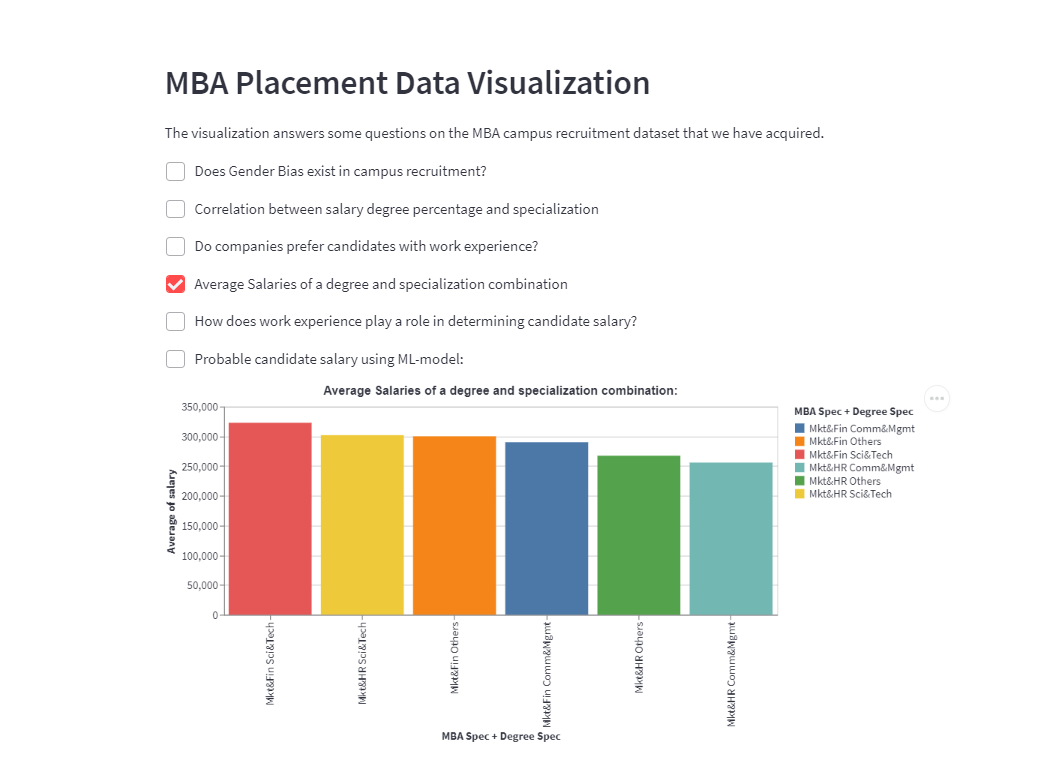 MBA Placement Data Visualization
The visualization answers some questions on the MBA campus recruitment dataset that we have acquired.
Does Gender Bias exist in campus recruitment?
Correlation between salary degree percentage and specialization
Do companies prefer candidates with work experience?
Average Salaries of a degree and specialization combination
How does work experience play a role in determining candidate salary?
Probable candidate salary using ML-model:
Average Salaries of a degree and specialization combination:
350,000
300,000
250,000
200,000
150,000
100,000
50,000
0
Average of salary
Mkt&Fin Sci&Tech
Mkt&HR Sci&Tech
Mkt&Fin Others
Mkt&Fin Comm&Mgmt
Mkt&HR Others
Mkt&HR Comm&Mgmt
MBA Spec + Degree Spec
MBA Spec + Degree Spec
Mkt&Fin Comm&Mgmt
Mkt&Fin Others
Mkt&Fin Sci&Tech
Mkt&HR Comm&Mgmt
Mkt&HR Others
Mkt&HR Sci&Tech